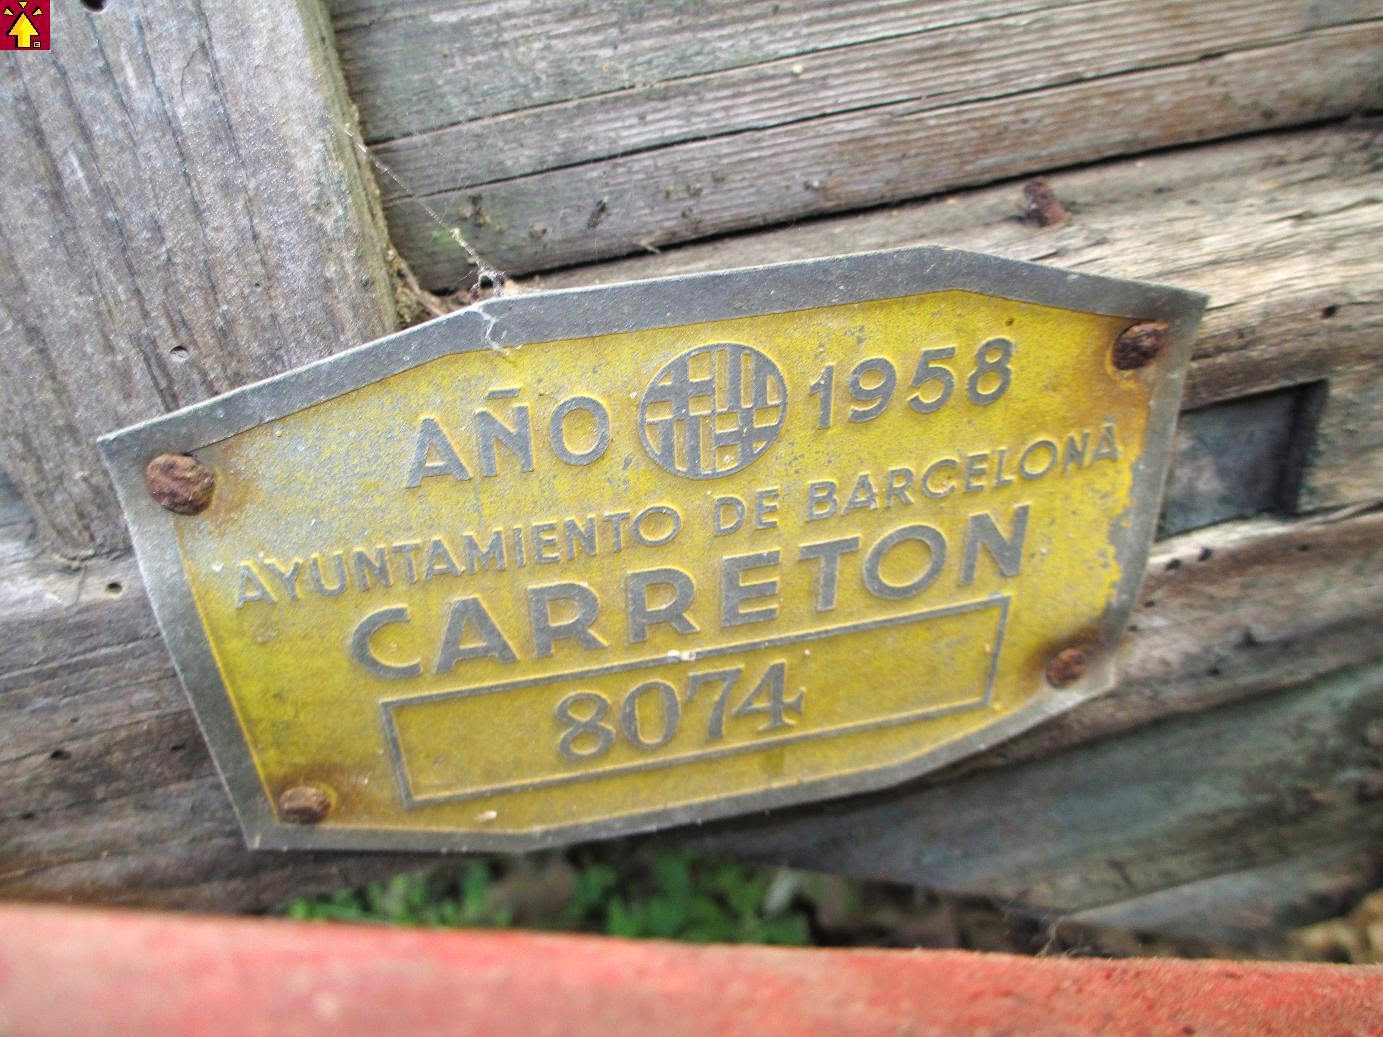 AÑO 1958
AYUNTAMIENTO DE BARCELONA
CARRETON
8074